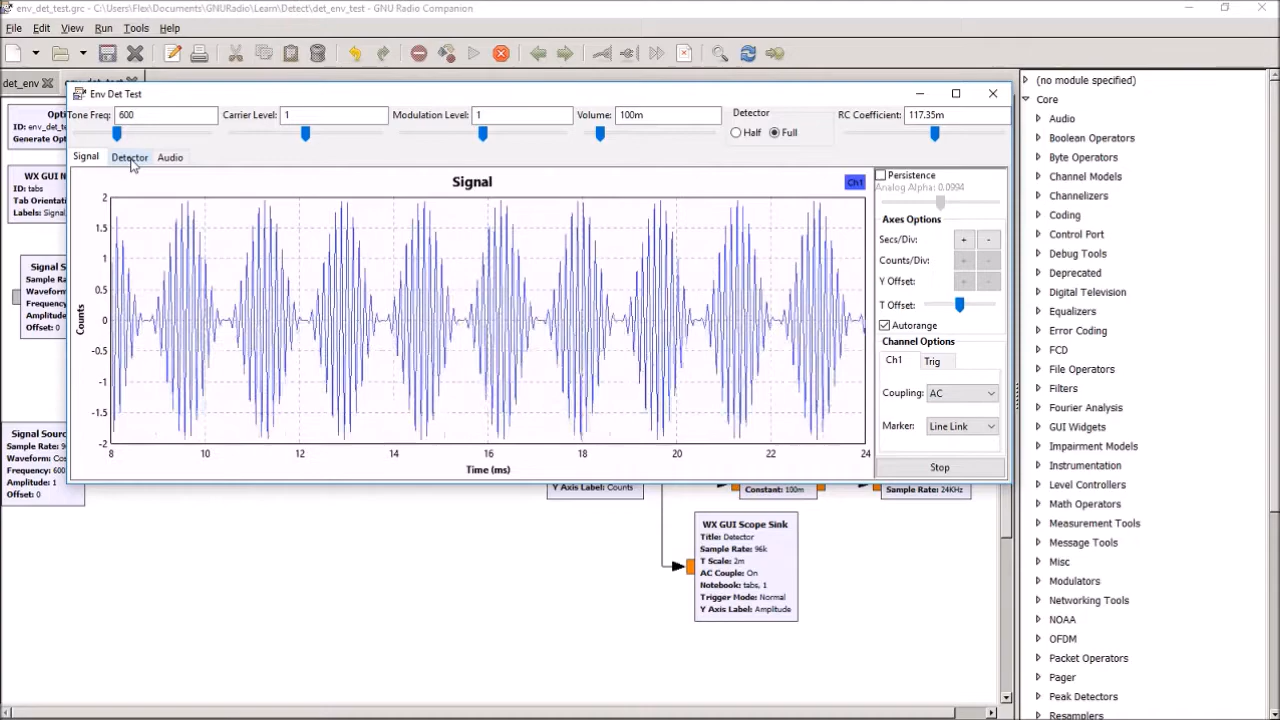 env_det_test.grc - C:\Users\Flex\Documents\GNURadio\Learn\Detect\det_env_test - GNU Radio Companion
File Edit View Run Tools Help
det_env
Env Det Test
Tone Freq: 600 Carrier Level: 1 Modulation Level: 1 Volume: 100m Detector RC Coefficient: 117.35m
Half Full
Signal Detector Audio
Signal
Ch1
Counts
2
1.5
1
0.5
0
-0.5
-1
-1.5
-2
8 10 12 14 16 18 20 22 24
Time (ms)
Persistence
Analog Alpha: 0.0994
Axes Options
Secs/Div: + -
Counts/Div: + -
Y Offset: + -
T Offset:
Autorange
Channel Options
Ch1 Trig
Coupling: AC
Marker: Line Link
Stop
ID: env_det_te
Generate Opt
WX GUI N
ID: tabs
Tab Orienta
Labels: Signal
Signal S
Sample Ra
Waveform
Frequency
Amplitude
Offset: 0
Signal Source
Sample Rate: 96
Waveform: Cos
Frequency: 600
Amplitude: 1
Offset: 0
Y Axis Label: Counts
Constant: 100m
Sample Rate: 24KHz
WX GUI Scope Sink
Title: Detector
Sample Rate: 96k
T Scale: 2m
AC Couple: On
Notebook: tabs, 1
Trigger Mode: Normal
Y Axis Label: Amplitude
(no module specified)
Core
Audio
Boolean Operators
Byte Operators
Channel Models
Channelizers
Coding
Control Port
Debug Tools
Deprecated
Digital Television
Equalizers
Error Coding
FCD
File Operators
Filters
Fourier Analysis
GUI Widgets
Impairment Models
Instrumentation
Level Controllers
Math Operators
Measurement Tools
Message Tools
Misc
Modulators
Networking Tools
NOAA
OFDM
Packet Operators
Pager
Peak Detectors
Resamplers